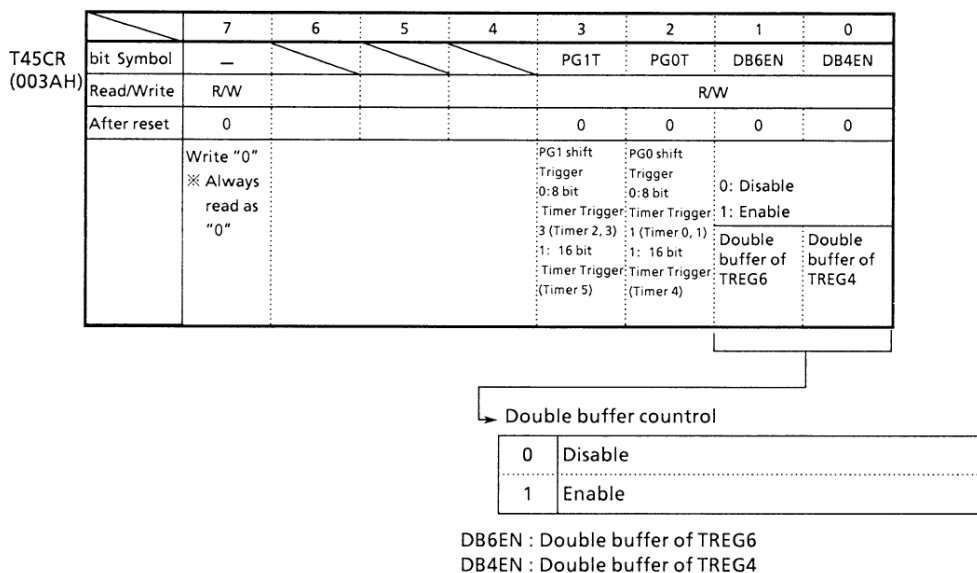 7 6 5 4 3 2 1 0
T45CR
(003AH)
bit Symbol — PG1T PG0T DB6EN DB4EN
Read/Write R/W R/W
After reset 0 0 0 0 0
Write “0”
※ Always
read as
“0”
PG1 shift
Trigger
0:8 bit
Timer Trigger
3 (Timer 2, 3)
1: 16 bit
Timer Trigger
(Timer 5)
PG0 shift
Trigger
0:8 bit
Timer Trigger
1 (Timer 0, 1)
1: 16 bit
Timer Trigger
(Timer 4)
0: Disable
1: Enable
Double
buffer of
TREG6
Double
buffer of
TREG4
Double buffer countrol
0 Disable
1 Enable
DB6EN : Double buffer of TREG6
DB4EN : Double buffer of TREG4